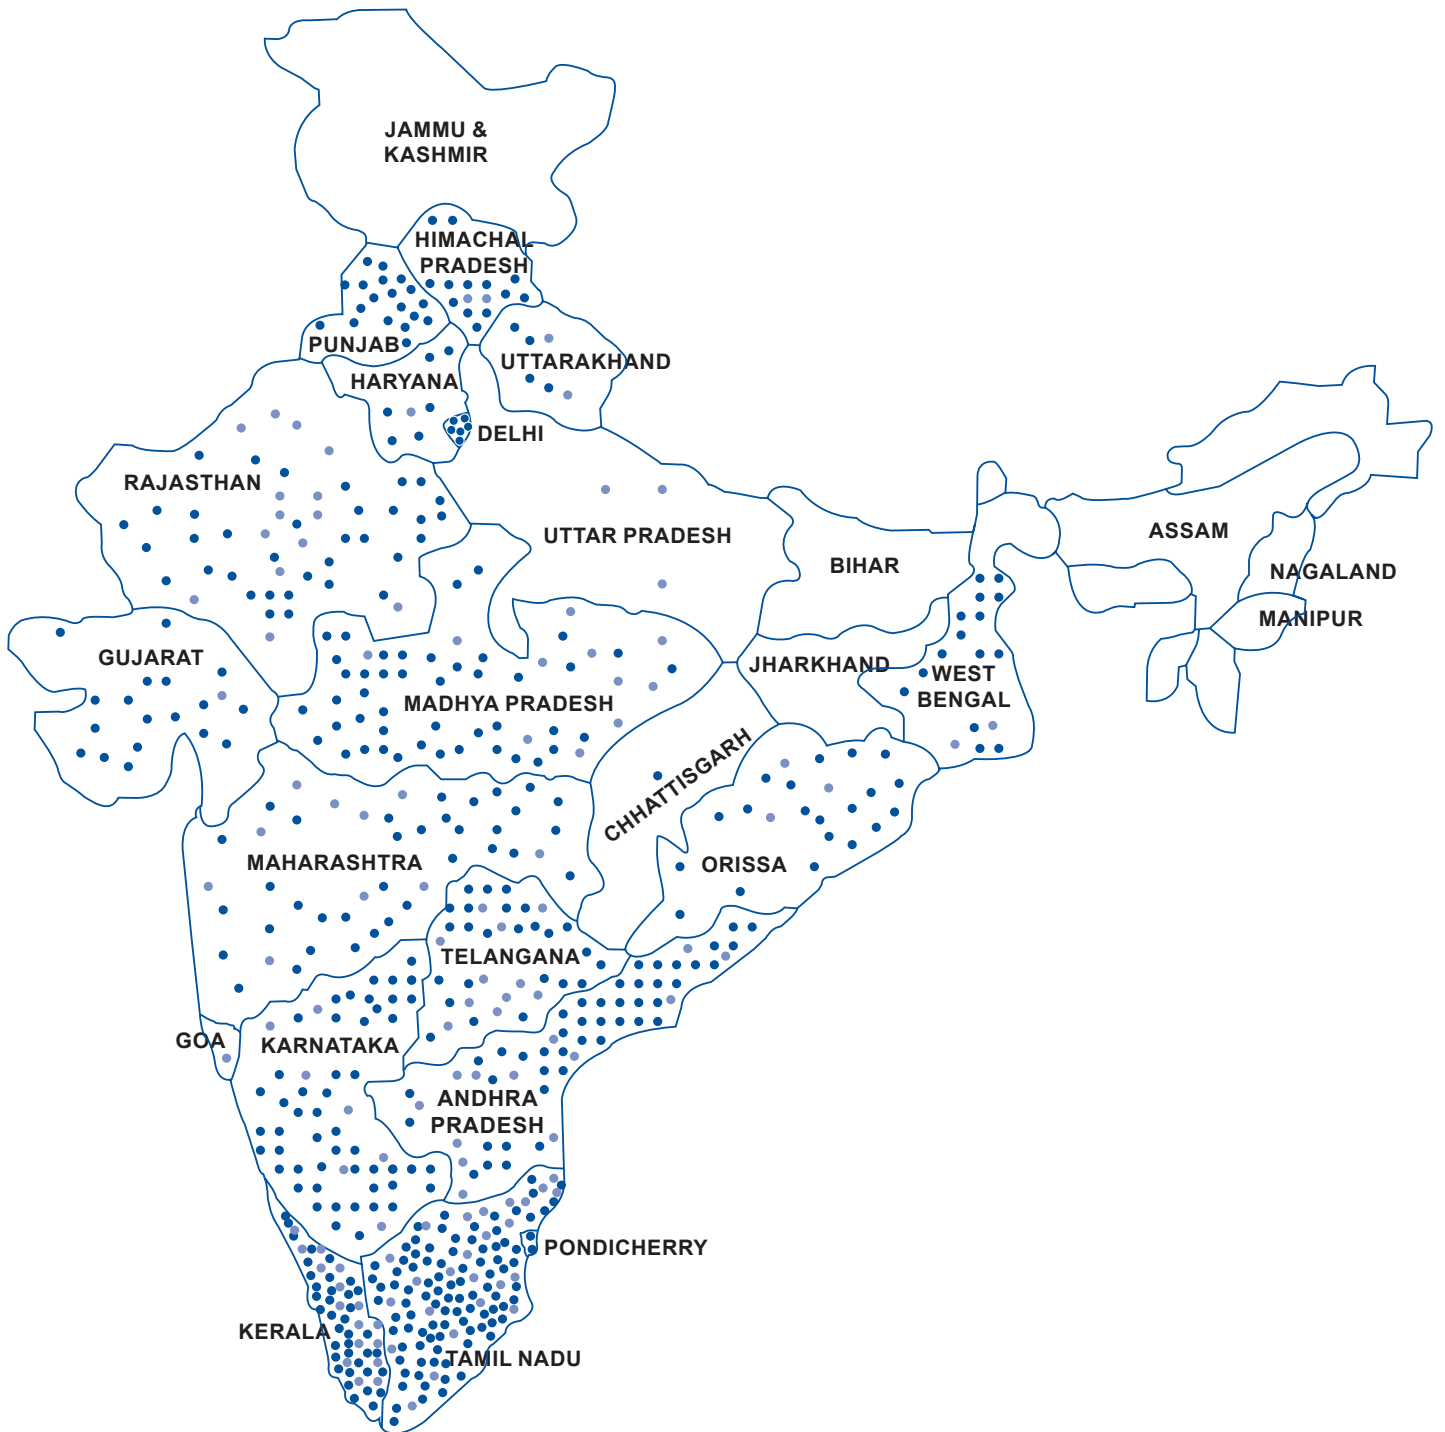 JAMMU &
KASHMIR
HIMACHAL
PRADESH
PUNJAB
UTTARAKHAND
HARYANA
DELHI
RAJASTHAN
UTTAR PRADESH
ASSAM
BIHAR
NAGALAND
MANIPUR
GUJARAT
JHARKHAND
WEST
BENGAL
MADHYA PRADESH
CHHATTISGARH
MAHARASHTRA
ORISSA
TELANGANA
GOA
KARNATAKA
ANDHRA
PRADESH
PONDICHERRY
KERALA
TAMIL NADU